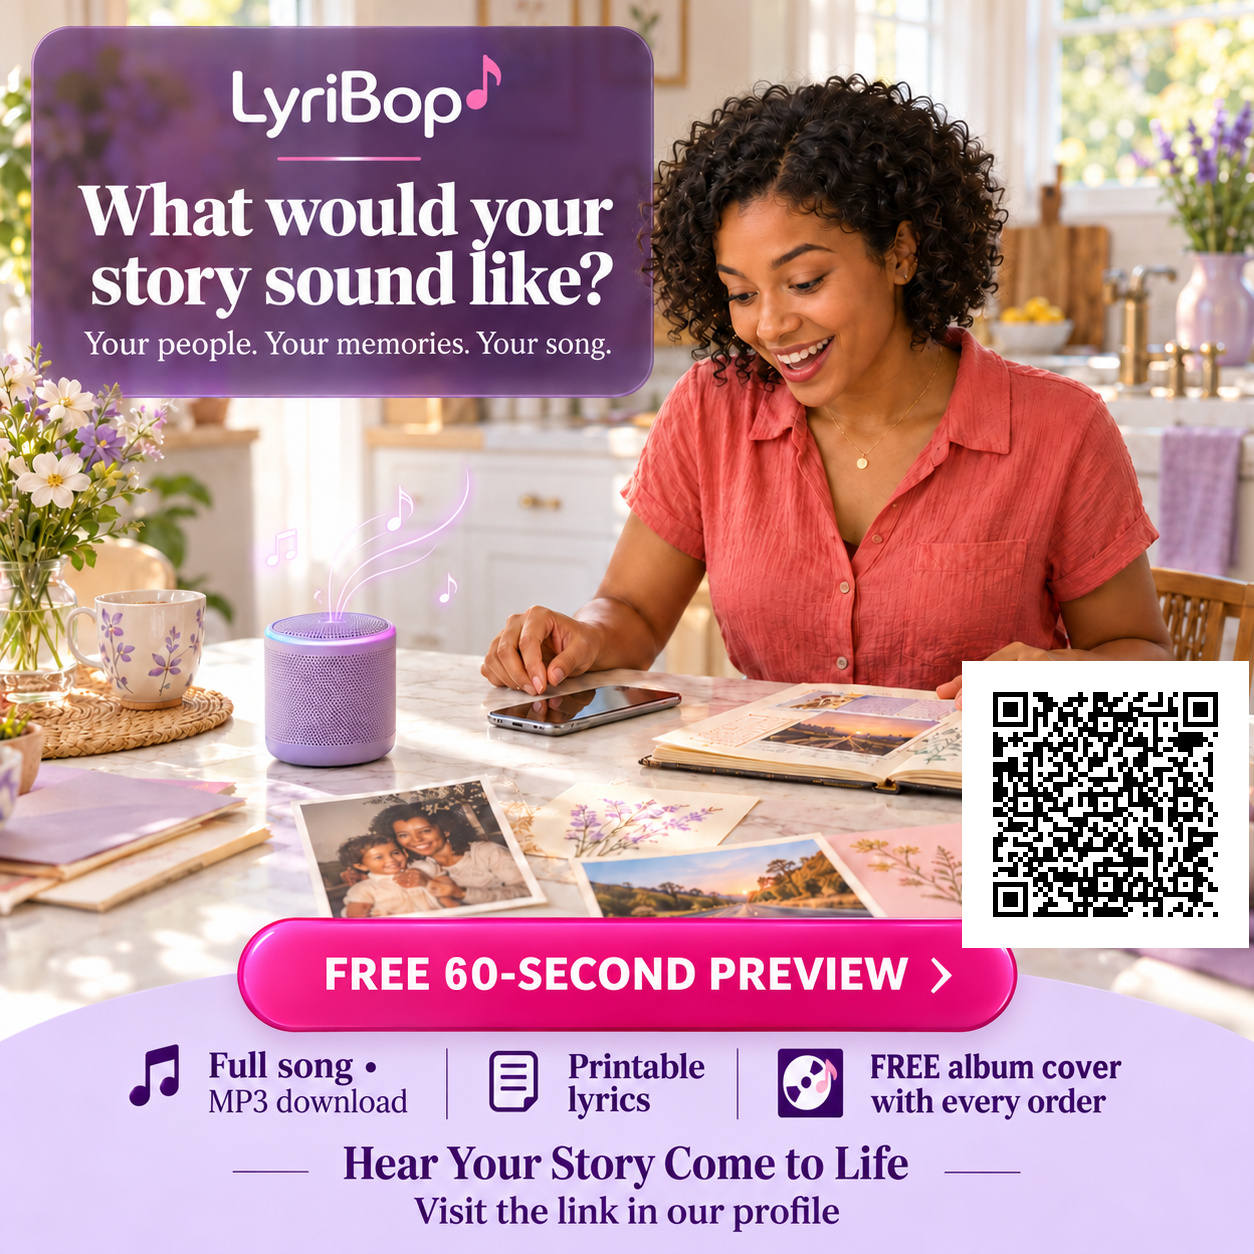 LyriBop
What would your
story sound like?
Your people. Your memories. Your song.
FREE 60-SECOND PREVIEW
Full song •
MP3 download
Printable
lyrics
FREE album cover
with every order
Hear Your Story Come to Life
Visit the link in our profile